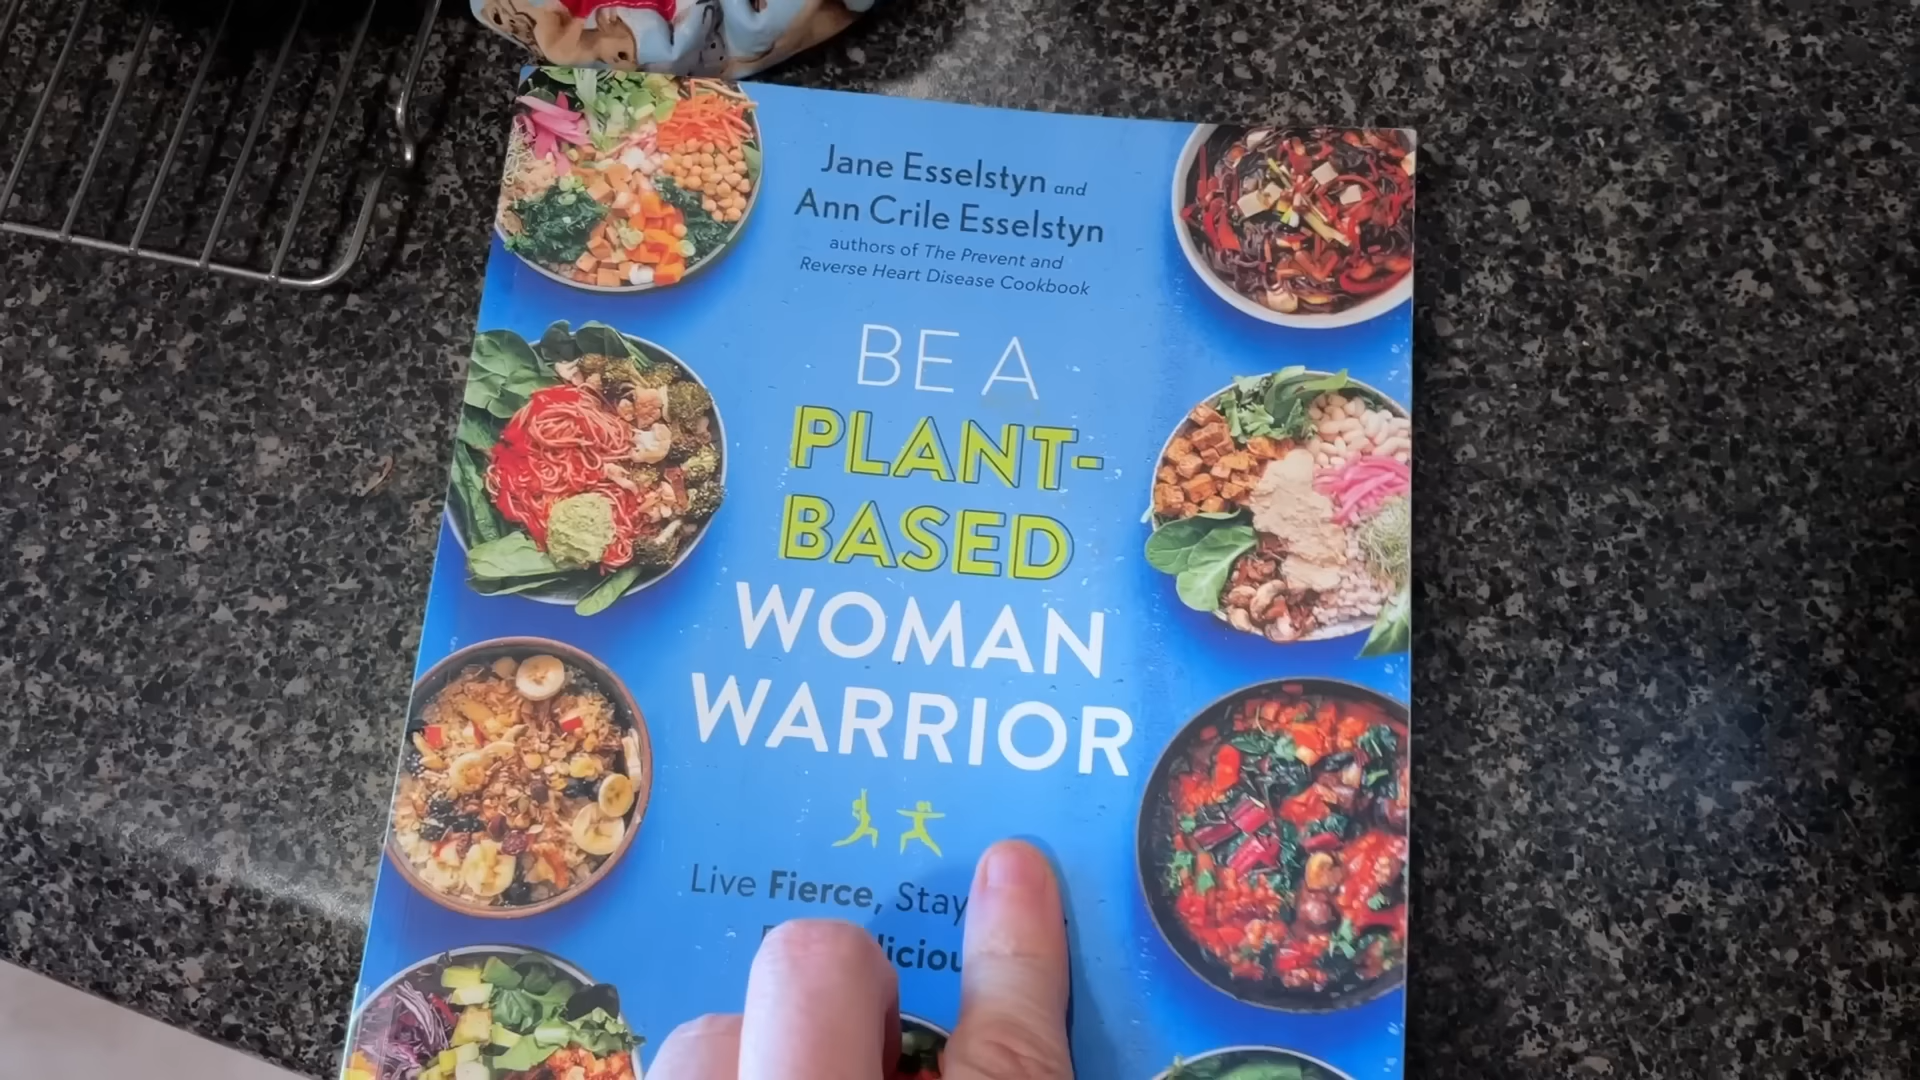 Jane Esselstyn and
Ann Crile Esselstyn
authors of The Prevent and
Reverse Heart Disease Cookbook
BE A
PLANT-
BASED
WOMAN
WARRIOR
Live Fierce, Stay